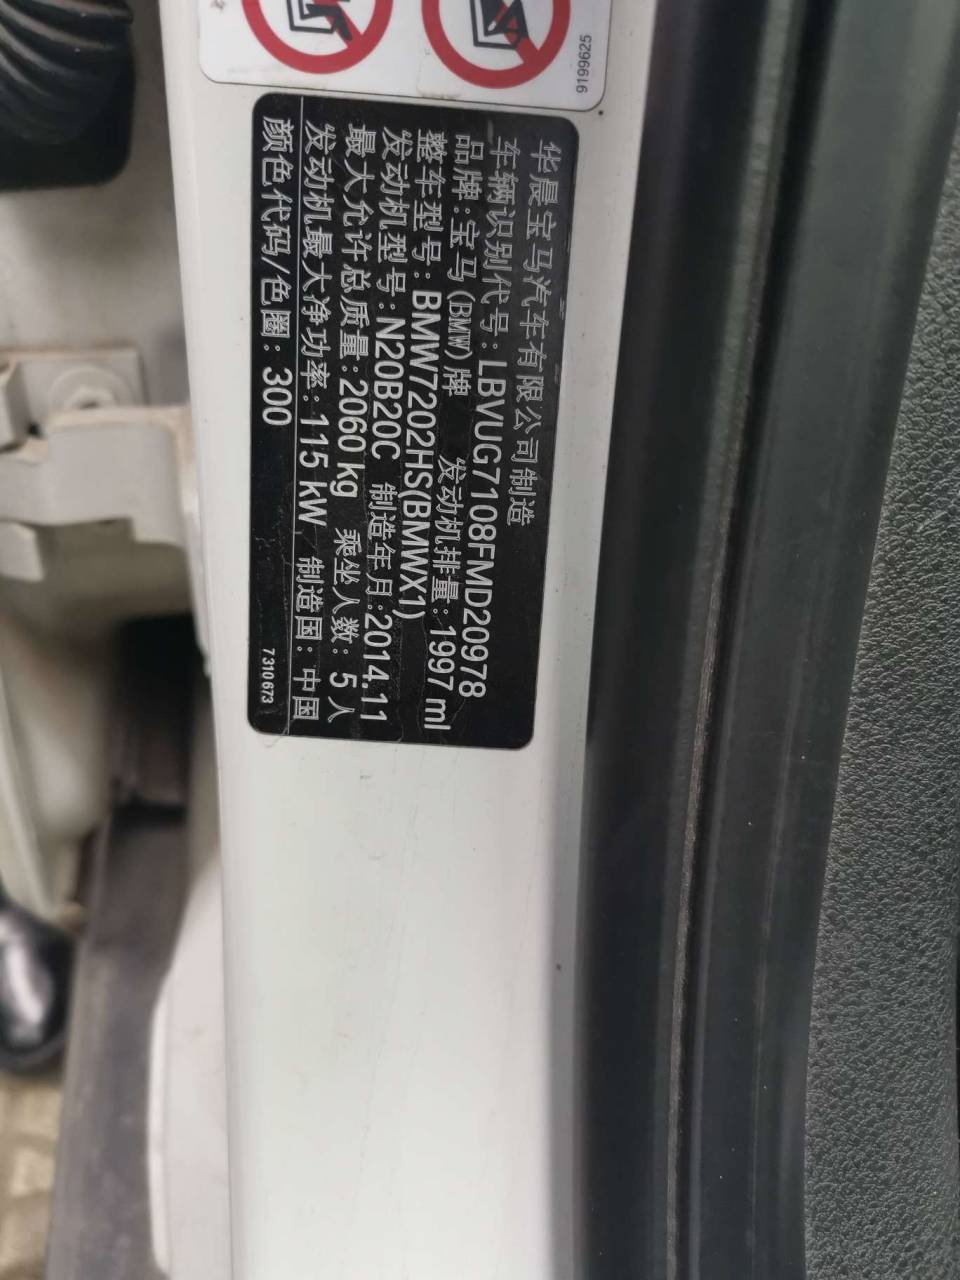 9199625
华晨宝马汽车有限公司制造
车辆识别代号: LBVUG7108FMD20978
品牌:宝马(BMW)牌 发动机排量:1997 ml
整车型号: BMW7202HS(BMWX1)
发动机型号:N20B20C 制造年月:2014.11
最大允许总质量:2060kg 乘坐人数: 5人
发动机最大净功率: 115 kW 制造国: 中国
颜色代码/色圈: 300
7310673